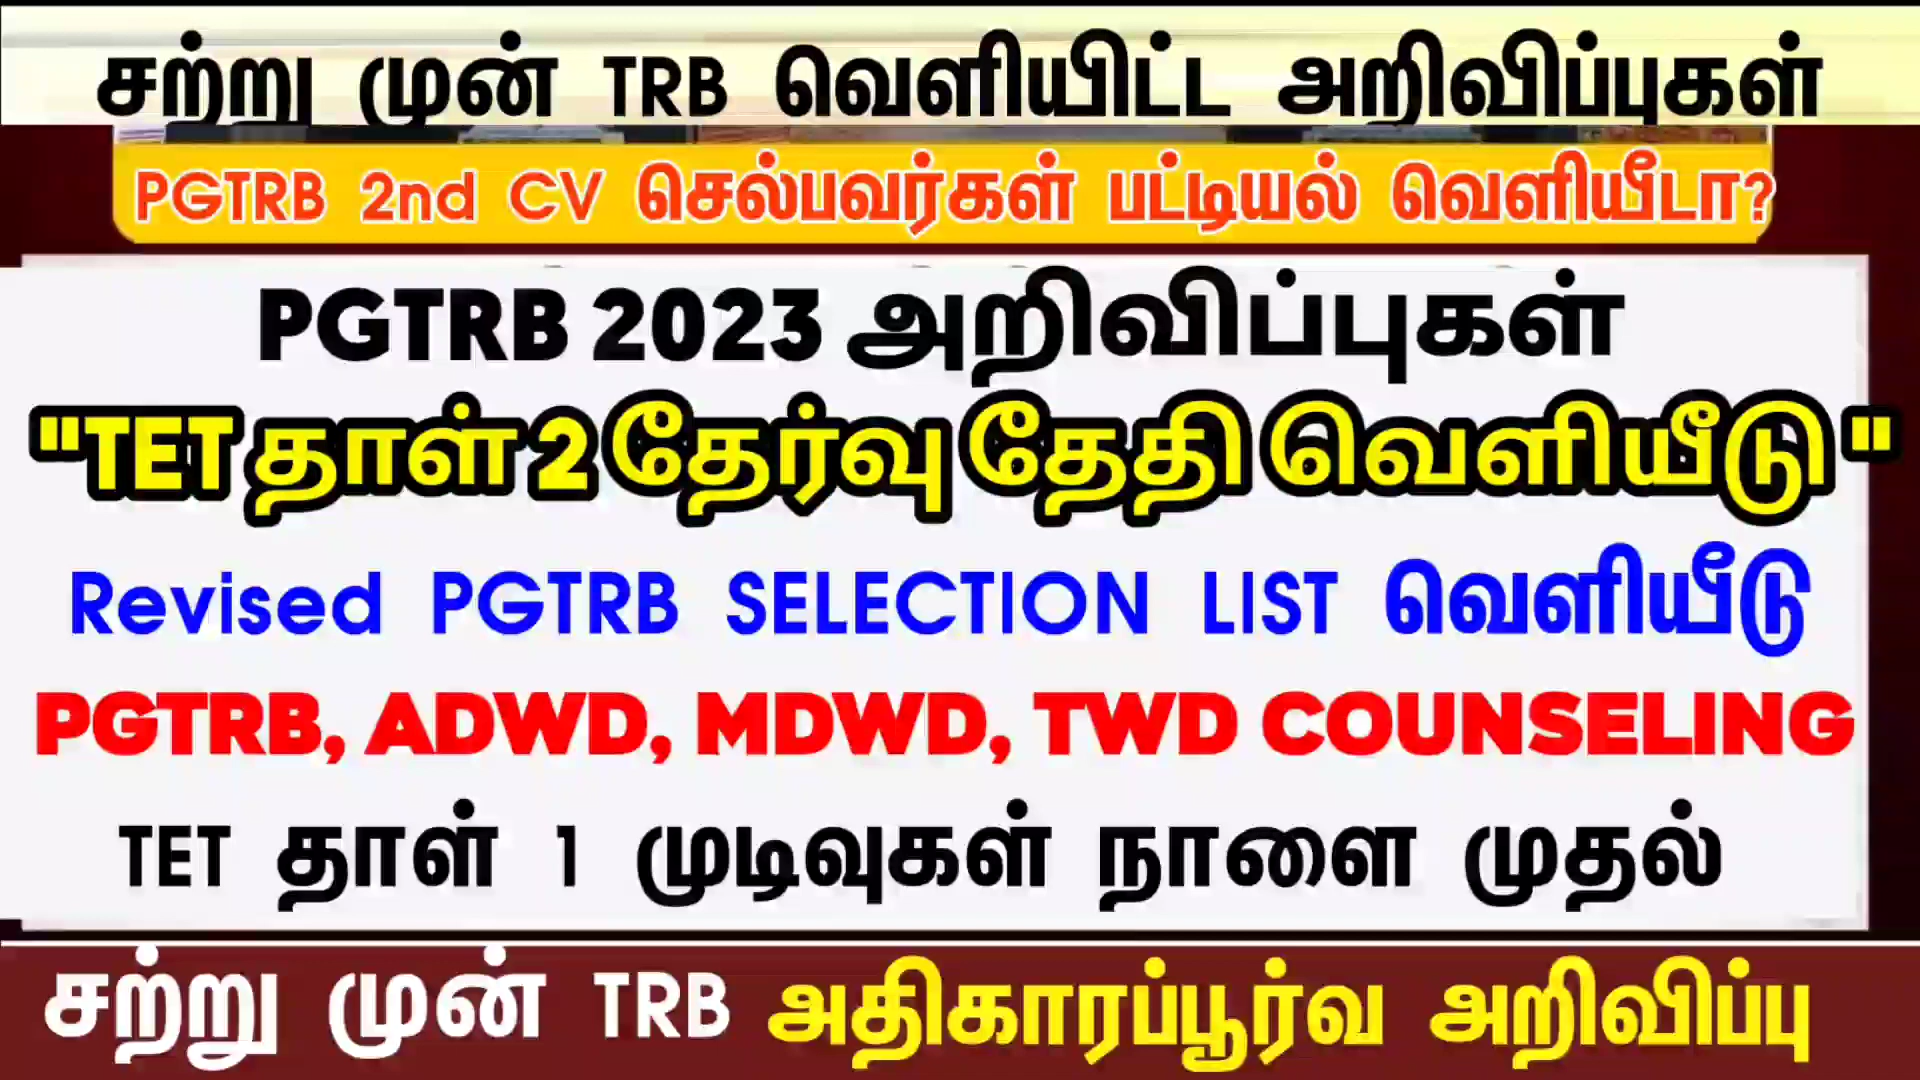 சற்று முன் TRB வெளியிட்ட அறிவிப்புகள்
PGTRB 2nd CV செல்பவர்கள் பட்டியல் வெளியீடா?
PGTRB 2023 அறிவிப்புகள்
"TET தாள் 2 தேர்வு தேதி வெளியீடு "
Revised PGTRB SELECTION LIST வெளியீடு
PGTRB, ADWD, MDWD, TWD COUNSELING
TET தாள் 1 முடிவுகள் நாளை முதல்
சற்று முன் TRB அதிகாரப்பூர்வ அறிவிப்பு